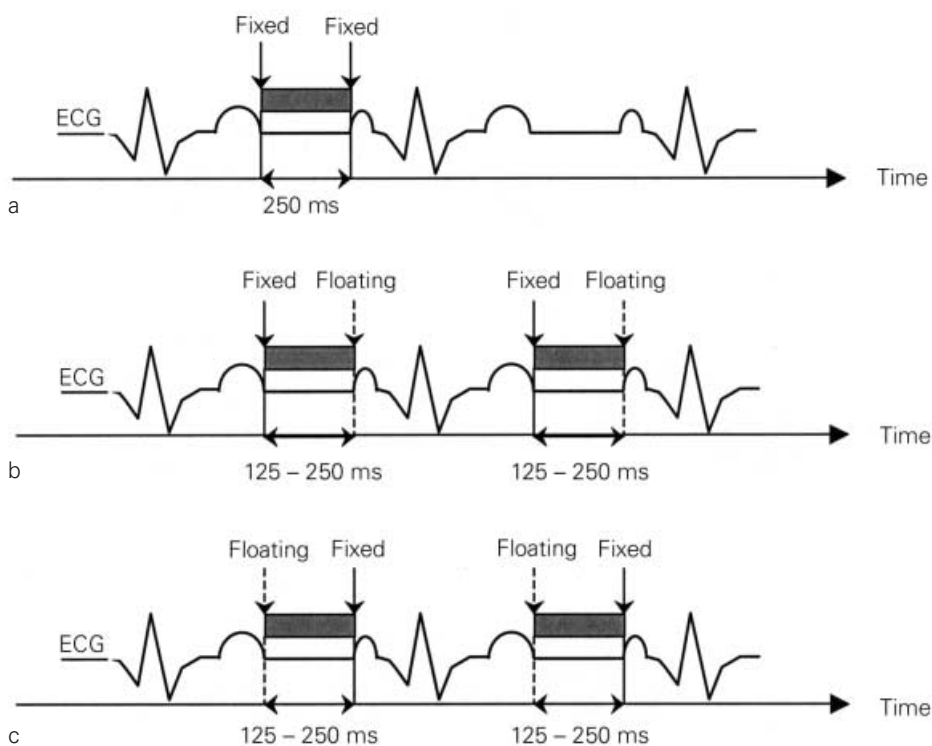 Fixed Fixed
ECG
Time
250 ms
a
Fixed Floating Fixed Floating
ECG
Time
125 – 250 ms 125 – 250 ms
b
Floating Fixed Floating Fixed
ECG
Time
125 – 250 ms 125 – 250 ms
c